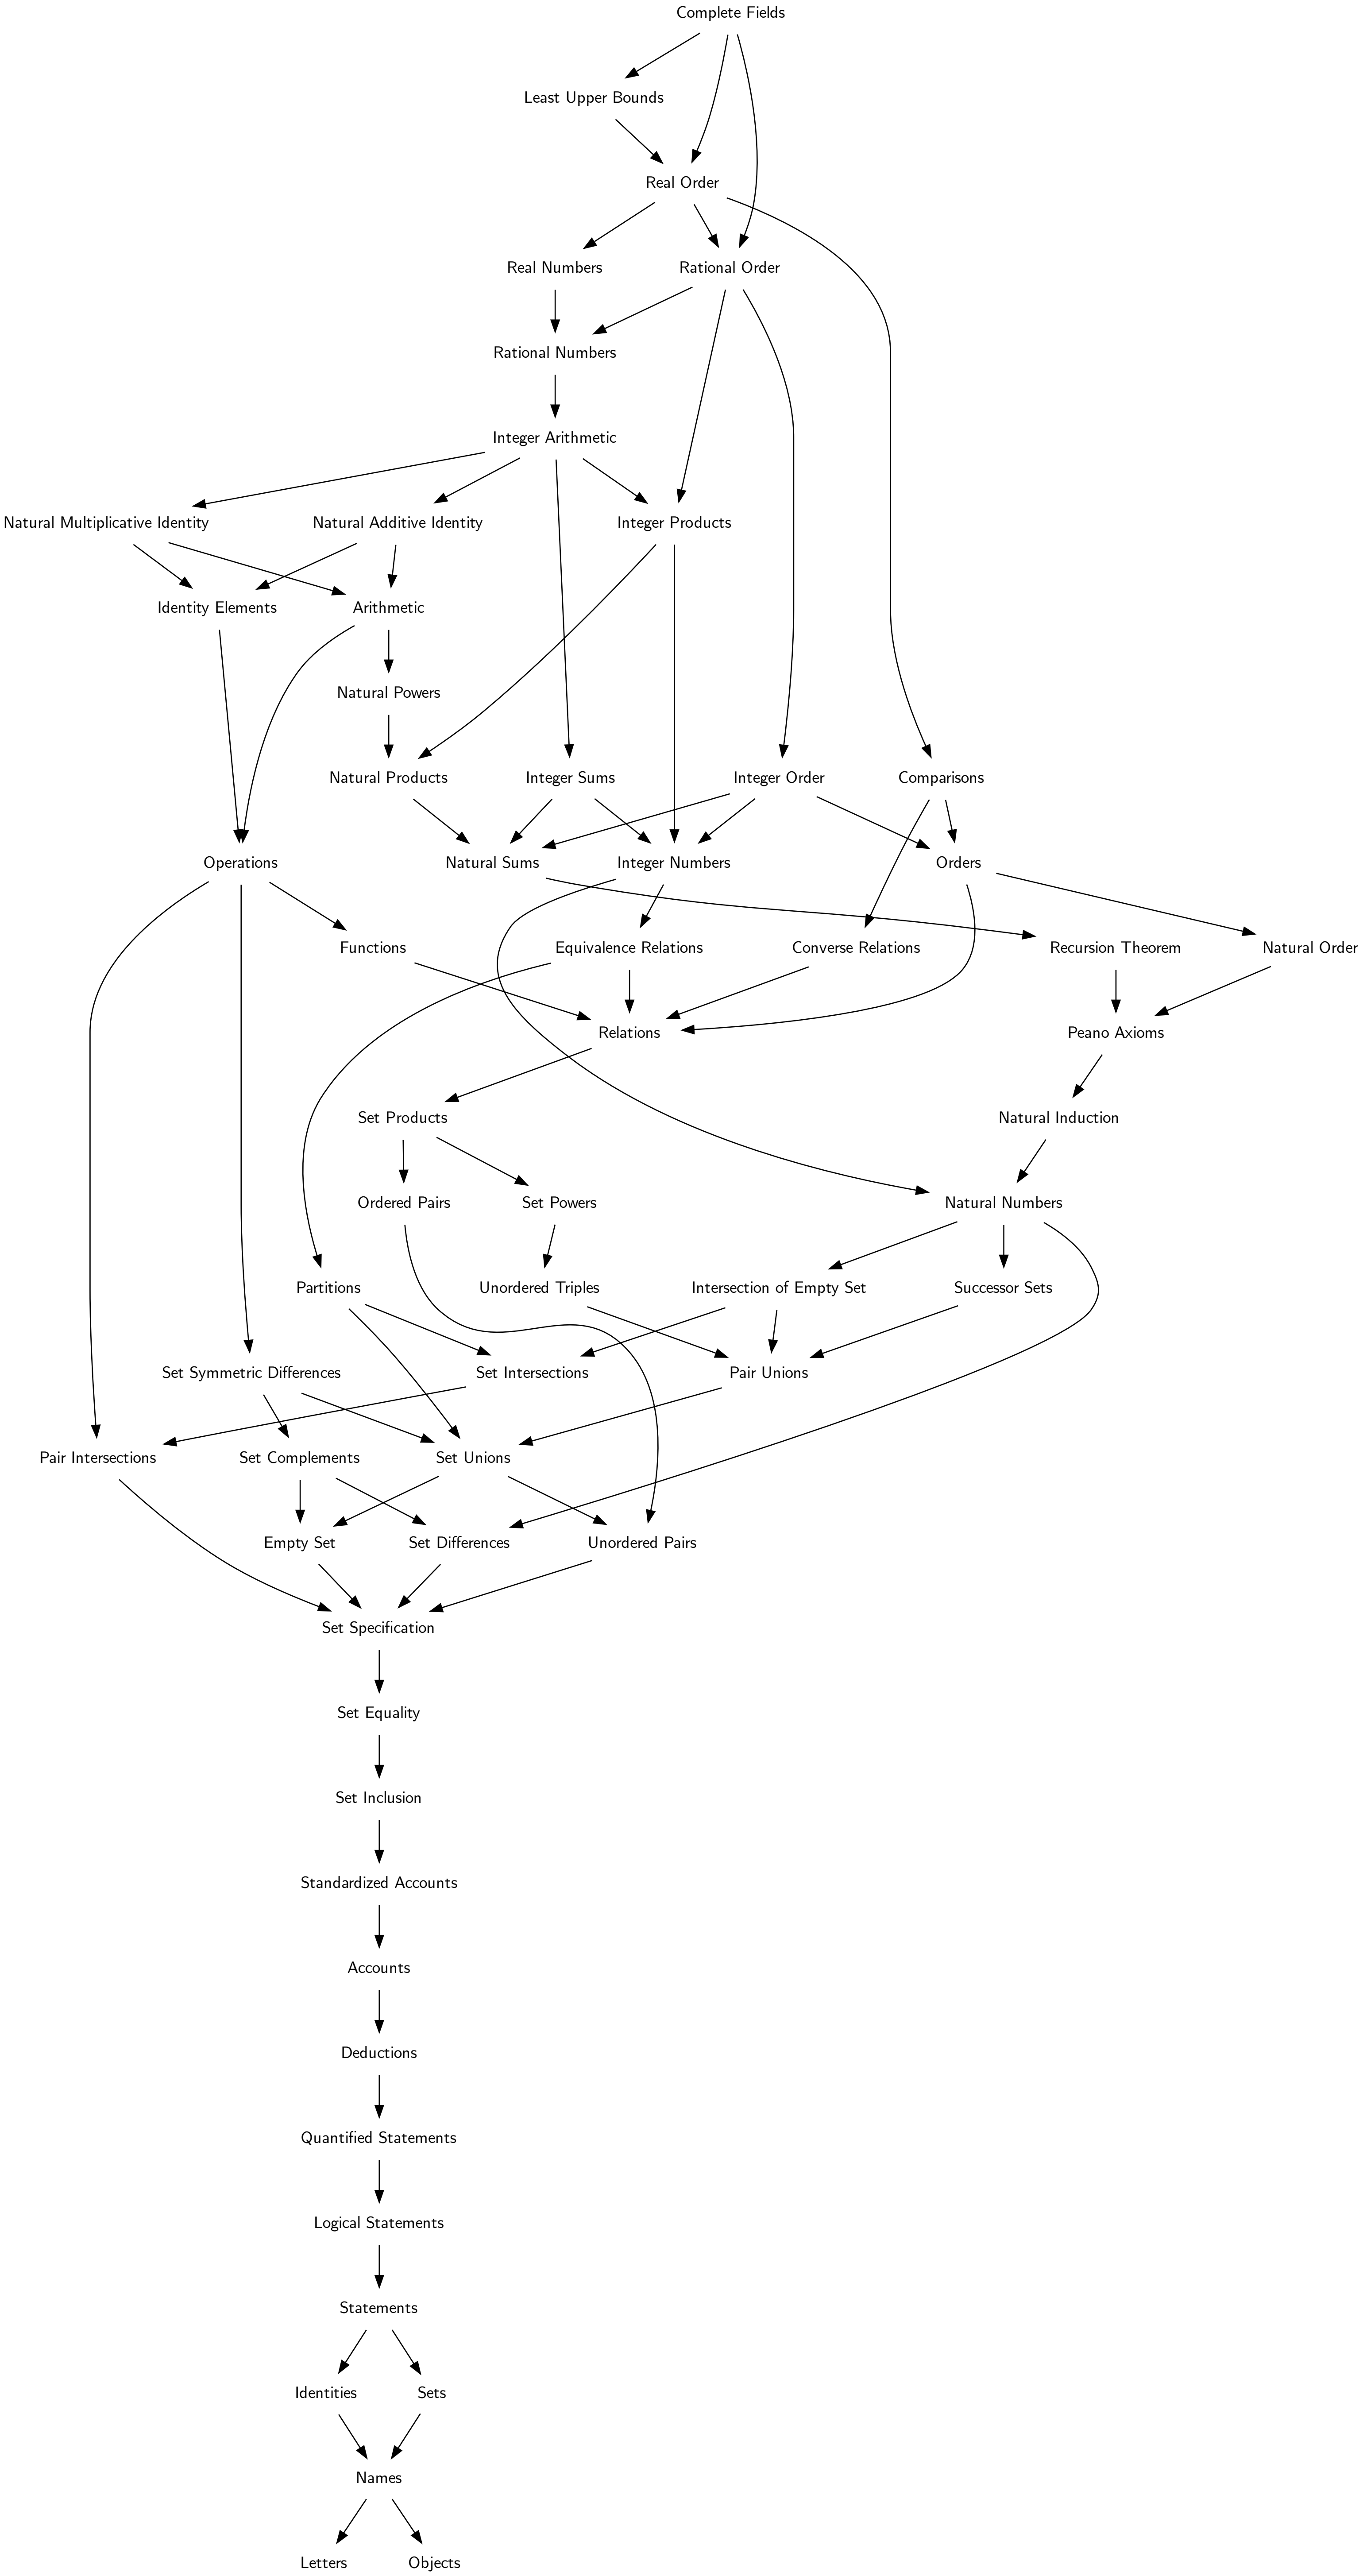 Complete Fields
Least Upper Bounds
Real Order
Real Numbers
Rational Order
Rational Numbers
Integer Arithmetic
Natural Multiplicative Identity
Natural Additive Identity
Integer Products
Identity Elements
Arithmetic
Natural Powers
Natural Products
Integer Sums
Integer Order
Comparisons
Operations
Natural Sums
Integer Numbers
Orders
Functions
Equivalence Relations
Converse Relations
Recursion Theorem
Natural Order
Relations
Peano Axioms
Set Products
Natural Induction
Ordered Pairs
Set Powers
Natural Numbers
Partitions
Unordered Triples
Intersection of Empty Set
Successor Sets
Set Symmetric Differences
Set Intersections
Pair Unions
Pair Intersections
Set Complements
Set Unions
Empty Set
Set Differences
Unordered Pairs
Set Specification
Set Equality
Set Inclusion
Standardized Accounts
Accounts
Deductions
Quantified Statements
Logical Statements
Statements
Identities
Sets
Names
Letters
Objects